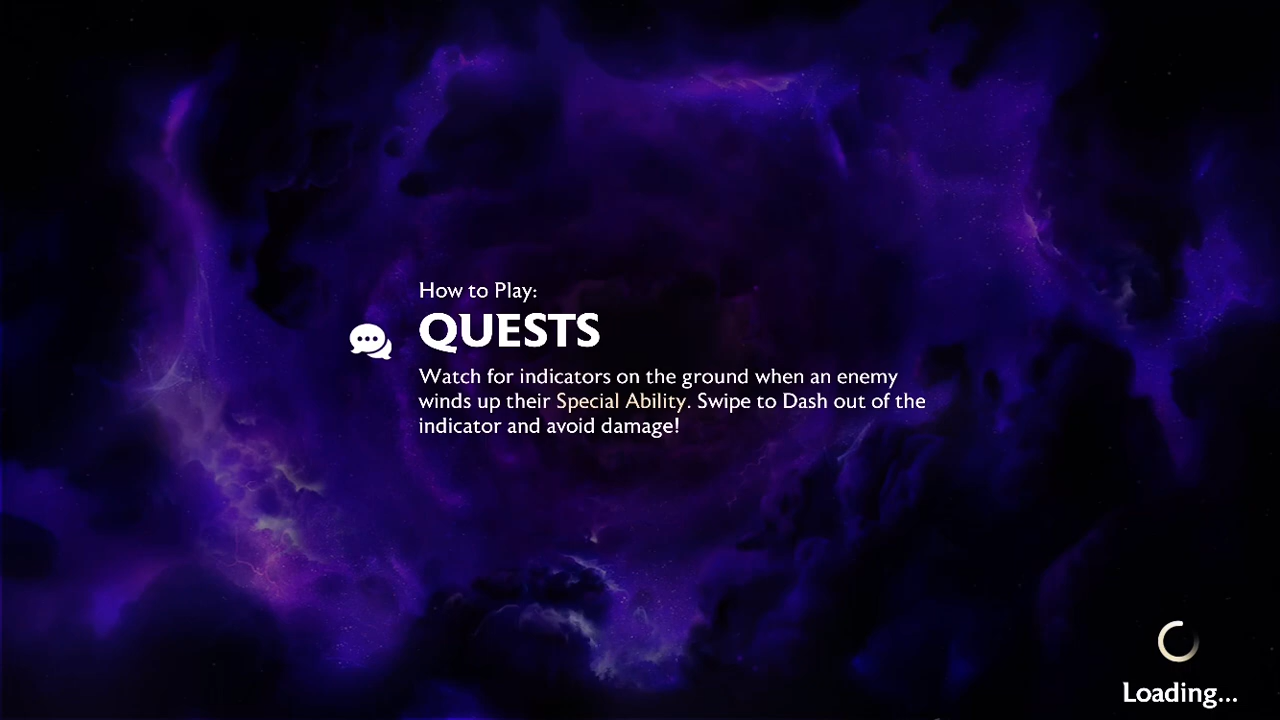 How to Play:
QUESTS
Watch for indicators on the ground when an enemy
winds up their Special Ability. Swipe to Dash out of the
indicator and avoid damage!
Loading...